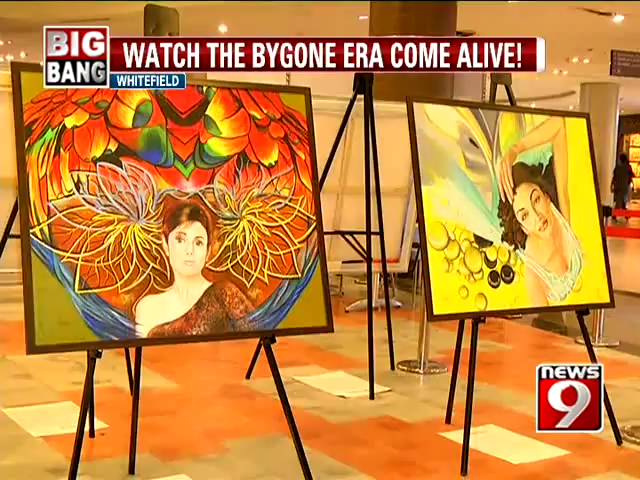 BIG
BANG
WATCH THE BYGONE ERA COME ALIVE!
WHITEFIELD
NEWS
9